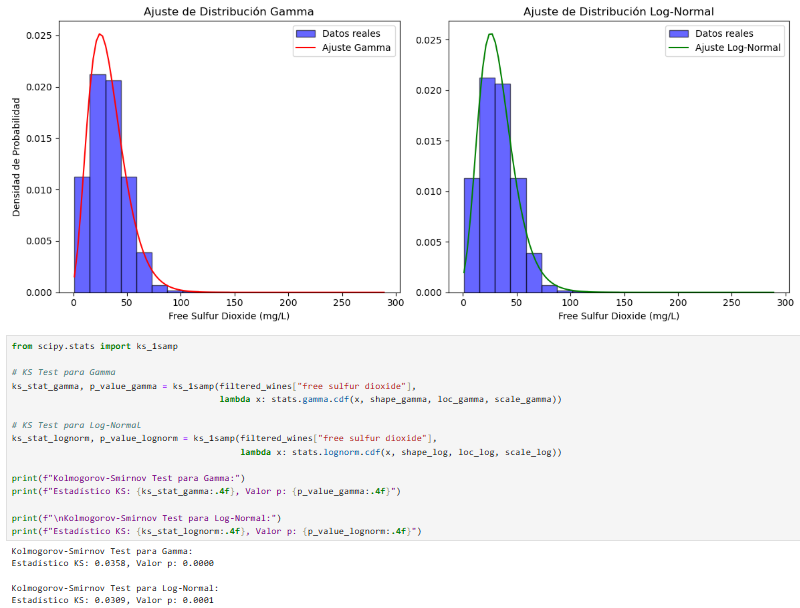 Ajuste de Distribución Gamma
Datos reales
Ajuste Gamma
Densidad de Probabilidad
0.025
0.020
0.015
0.010
0.005
0.000
0 50 100 150 200 250 300
Free Sulfur Dioxide (mg/L)
Ajuste de Distribución Log-Normal
Datos reales
Ajuste Log-Normal
0.025
0.020
0.015
0.010
0.005
0.000
0 50 100 150 200 250 300
Free Sulfur Dioxide (mg/L)
from scipy.stats import ks_1samp
# KS Test para Gamma
ks_stat_gamma, p_value_gamma = ks_1samp(filtered_wines["free sulfur dioxide"],
lambda x: stats.gamma.cdf(x, shape_gamma, loc_gamma, scale_gamma))
# KS Test para Log-Normal
ks_stat_lognorm, p_value_lognorm = ks_1samp(filtered_wines["free sulfur dioxide"],
lambda x: stats.lognorm.cdf(x, shape_log, loc_log, scale_log))
print(f"Kolmogorov-Smirnov Test para Gamma:")
print(f"Estadístico KS: {ks_stat_gamma:.4f}, Valor p: {p_value_gamma:.4f}")
print(f"\nKolmogorov-Smirnov Test para Log-Normal:")
print(f"Estadístico KS: {ks_stat_lognorm:.4f}, Valor p: {p_value_lognorm:.4f}")
Kolmogorov-Smirnov Test para Gamma:
Estadístico KS: 0.0358, Valor p: 0.0000
Kolmogorov-Smirnov Test para Log-Normal:
Estadístico KS: 0.0309, Valor p: 0.0001